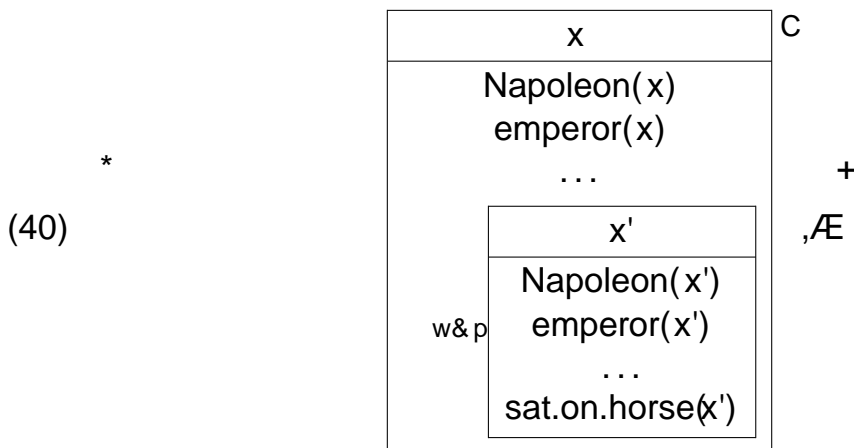 x C
Napoleon(x)
emperor(x)
* ... +
(40) x' ,Æ
Napoleon(x')
w&p emperor(x')
...
sat.on.horse(x')